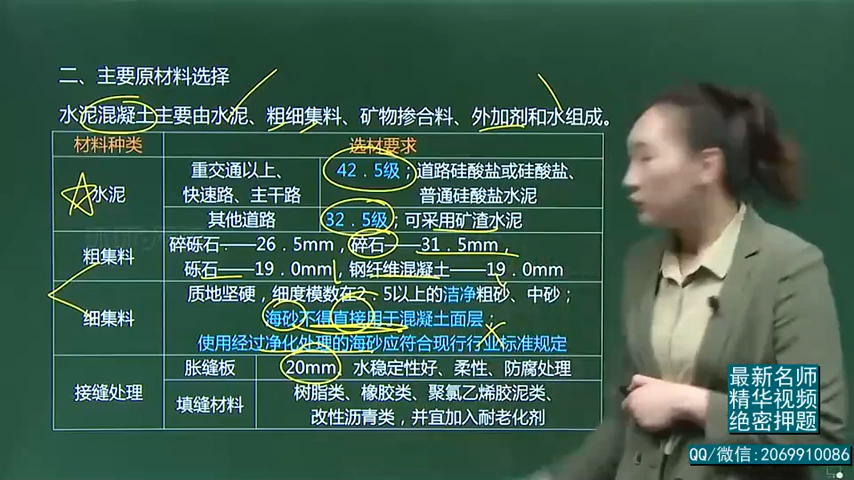 二、主要原材料选择
水泥混凝土主要由水泥、粗细集料、矿物掺合料、外加剂和水组成。
材料种类 选材要求
水泥 重交通以上、快速路、主干路 42．5级；道路硅酸盐或硅酸盐、普通硅酸盐水泥
其他道路 32．5级；可采用矿渣水泥
粗集料 碎砾石——26．5mm，碎石——31．5mm，
砾石——19.0mm，钢纤维混凝土——19．0mm
细集料 质地坚硬，细度模数在2．5以上的洁净粗砂、中砂；
海砂不得直接用于混凝土面层；
使用经过净化处理的海砂应符合现行行业标准规定
接缝处理 胀缝板 20mm、水稳定性好、柔性、防腐处理
填缝材料 树脂类、橡胶类、聚氯乙烯胶泥类、
改性沥青类，并宜加入耐老化剂
最新名师
精华视频
绝密押题
QQ/微信:2069910086